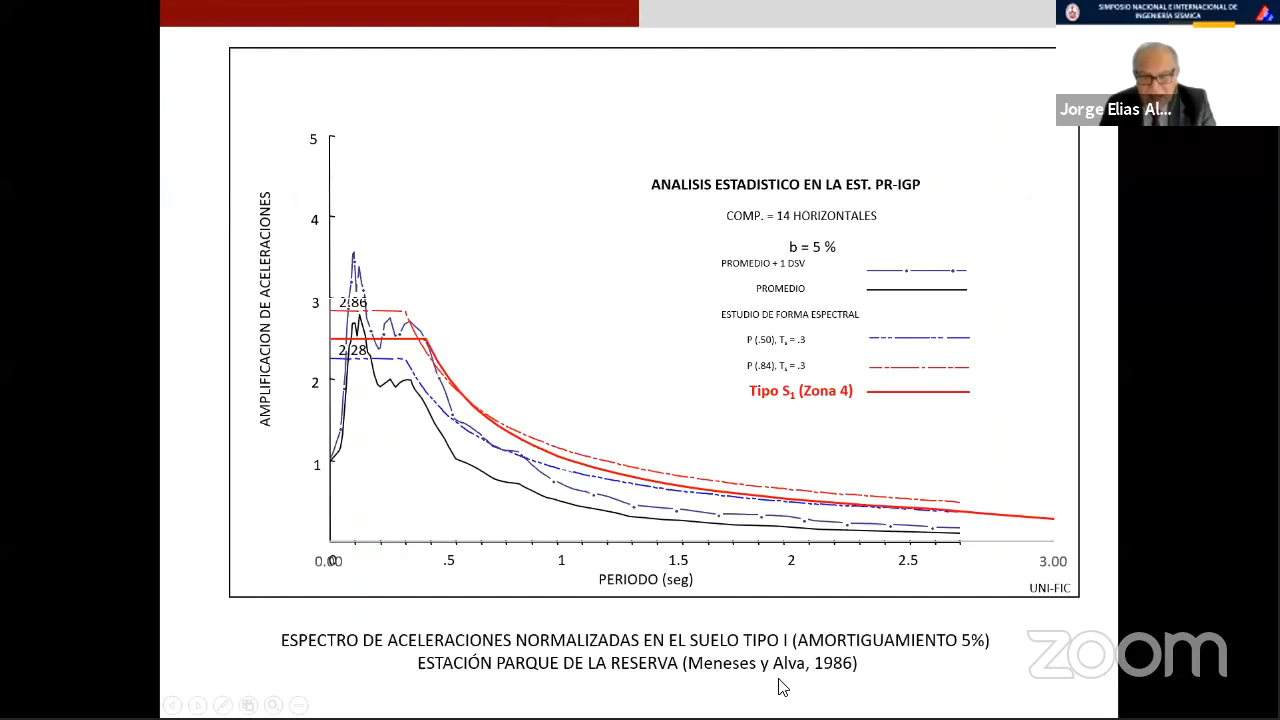 SIMPOSIO NACIONAL E INTERNACIONAL DE
INGENIERÍA SÍSMICA
Jorge Elias Al...
AMPLIFICACION DE ACELERACIONES
5
4
3
2
1
2.86
2.28
ANALISIS ESTADISTICO EN LA EST. PR-IGP
COMP. = 14 HORIZONTALES
b = 5 %
PROMEDIO + 1 DSV
PROMEDIO
ESTUDIO DE FORMA ESPECTRAL
P (.50), Ts = .3
P (.84), Ts = .3
Tipo S1 (Zona 4)
0.00
0
.5
1
1.5
2
2.5
3.00
PERIODO (seg)
UNI-FIC
ESPECTRO DE ACELERACIONES NORMALIZADAS EN EL SUELO TIPO I (AMORTIGUAMIENTO 5%)
ESTACIÓN PARQUE DE LA RESERVA (Meneses y Alva, 1986)
zoom